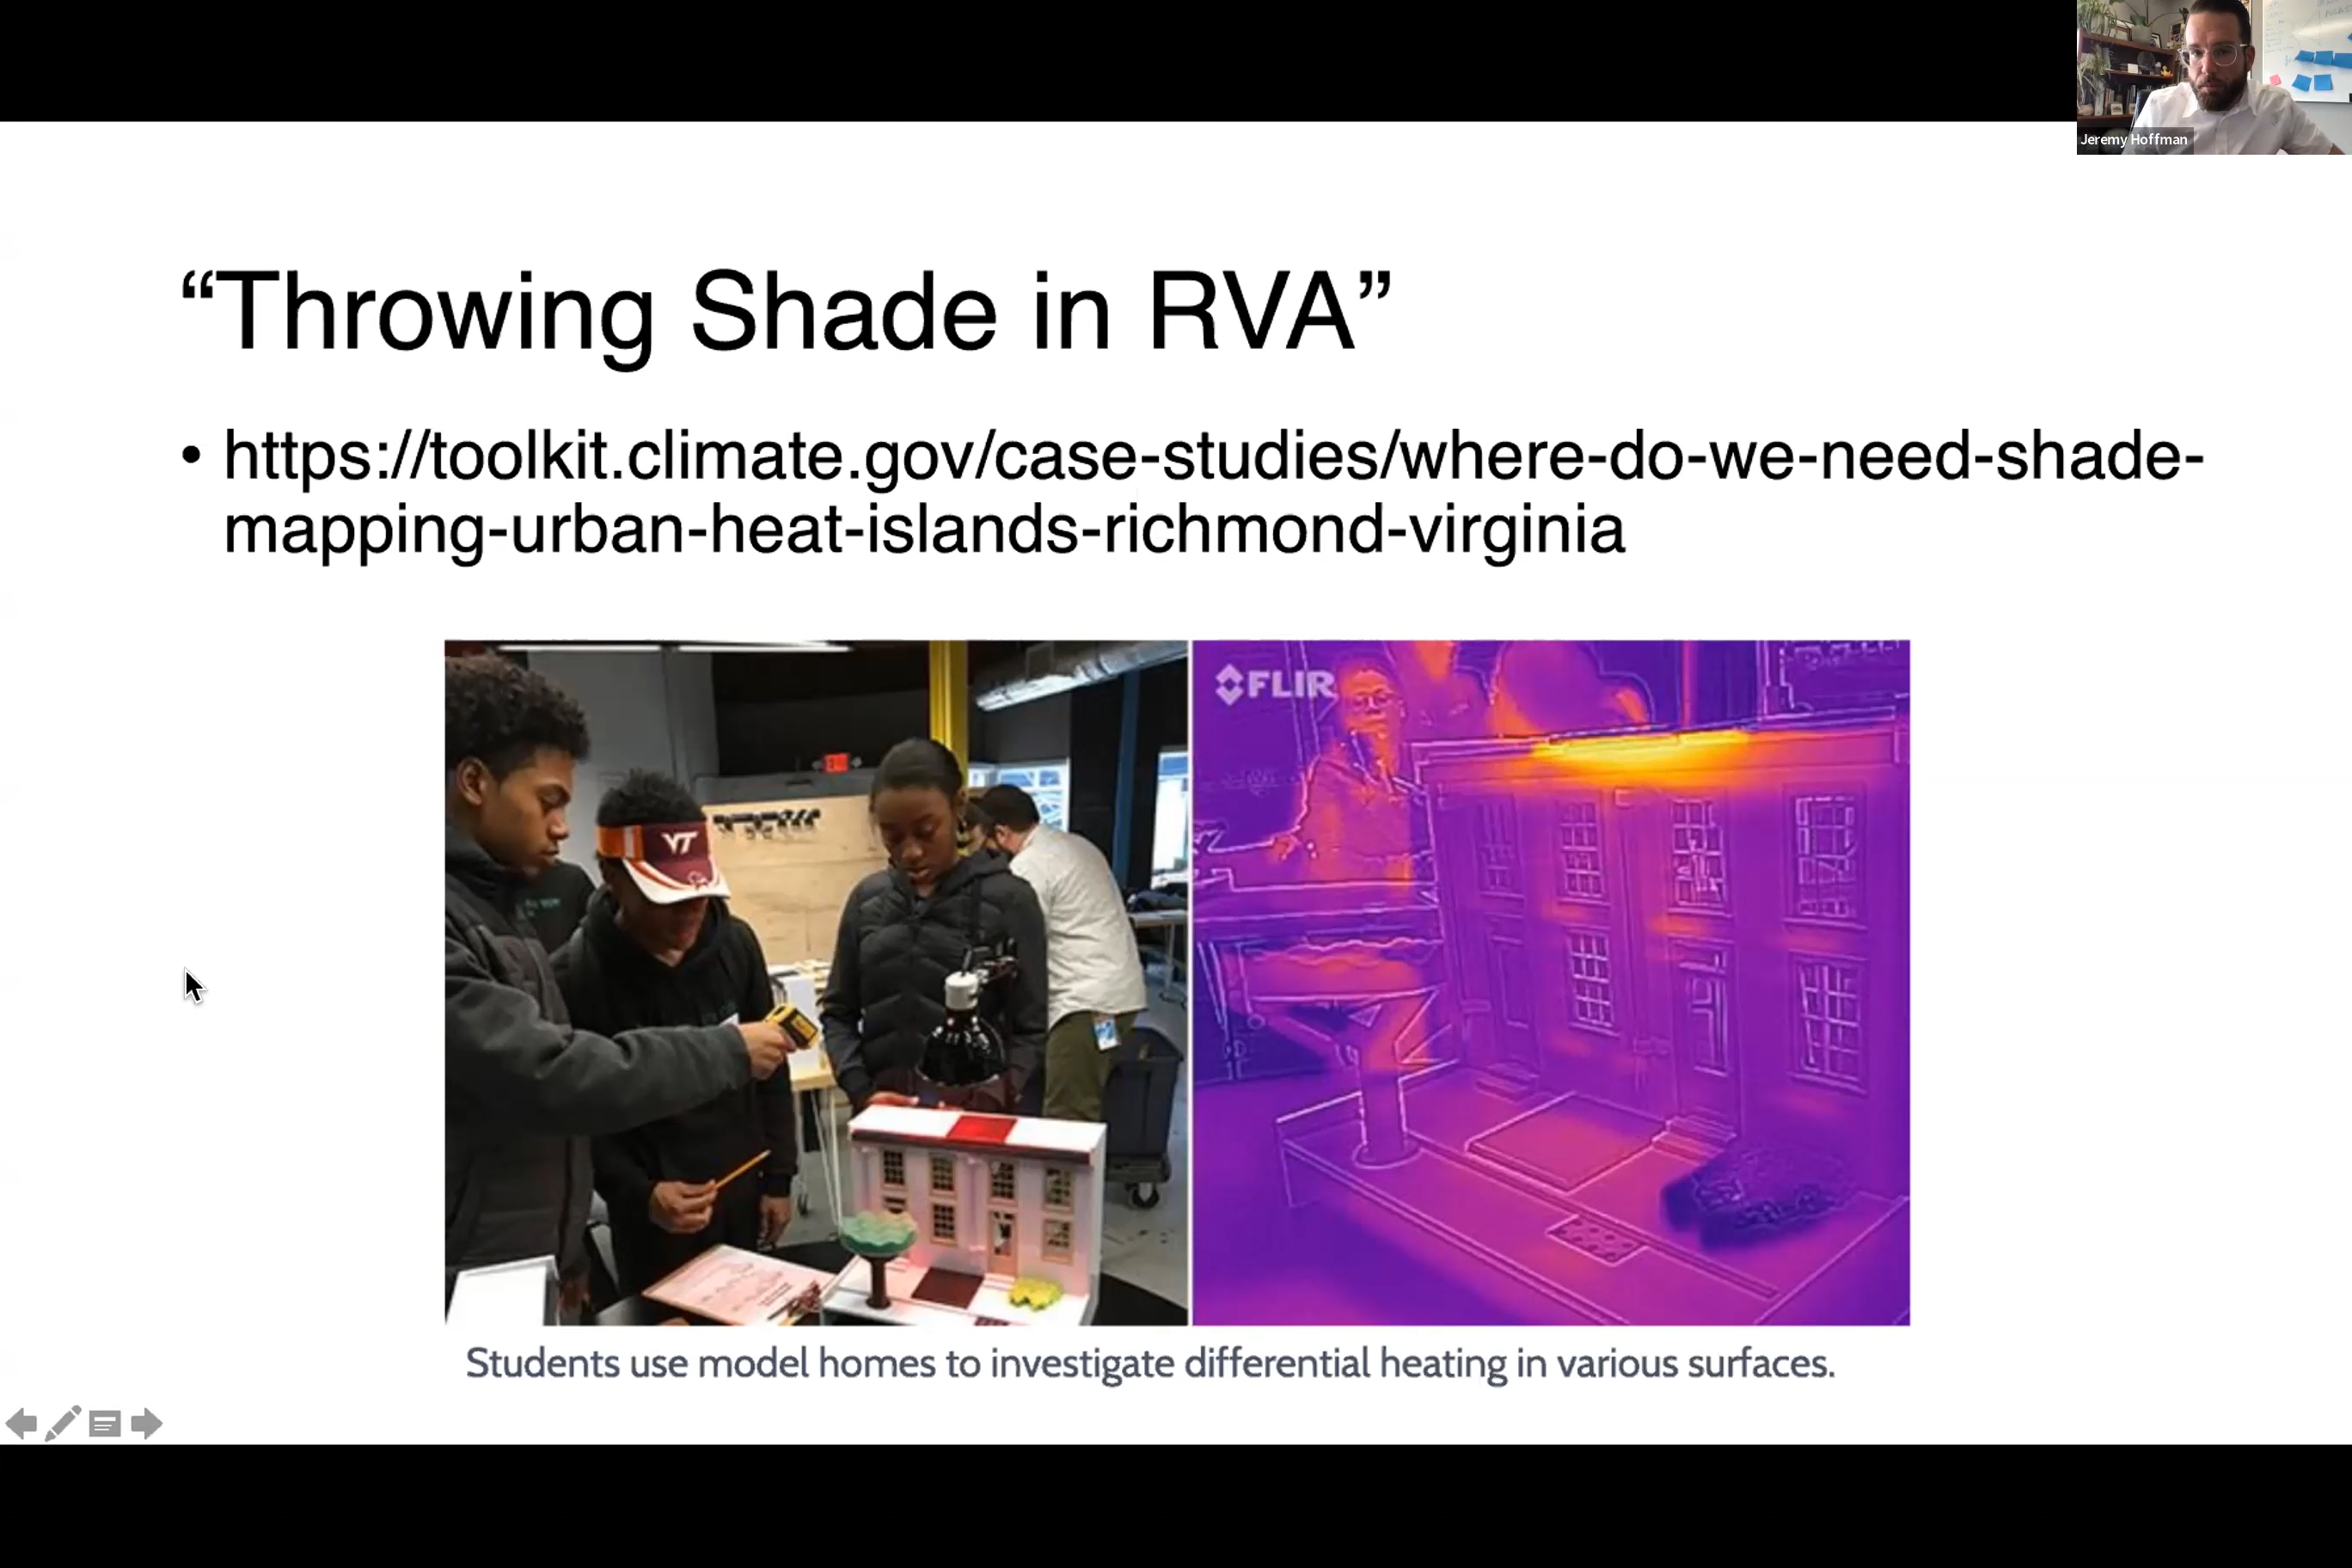 Jeremy Hoffman
“Throwing Shade in RVA”
• https://toolkit.climate.gov/case-studies/where-do-we-need-shade-
mapping-urban-heat-islands-richmond-virginia
FLIR
VT
Students use model homes to investigate differential heating in various surfaces.